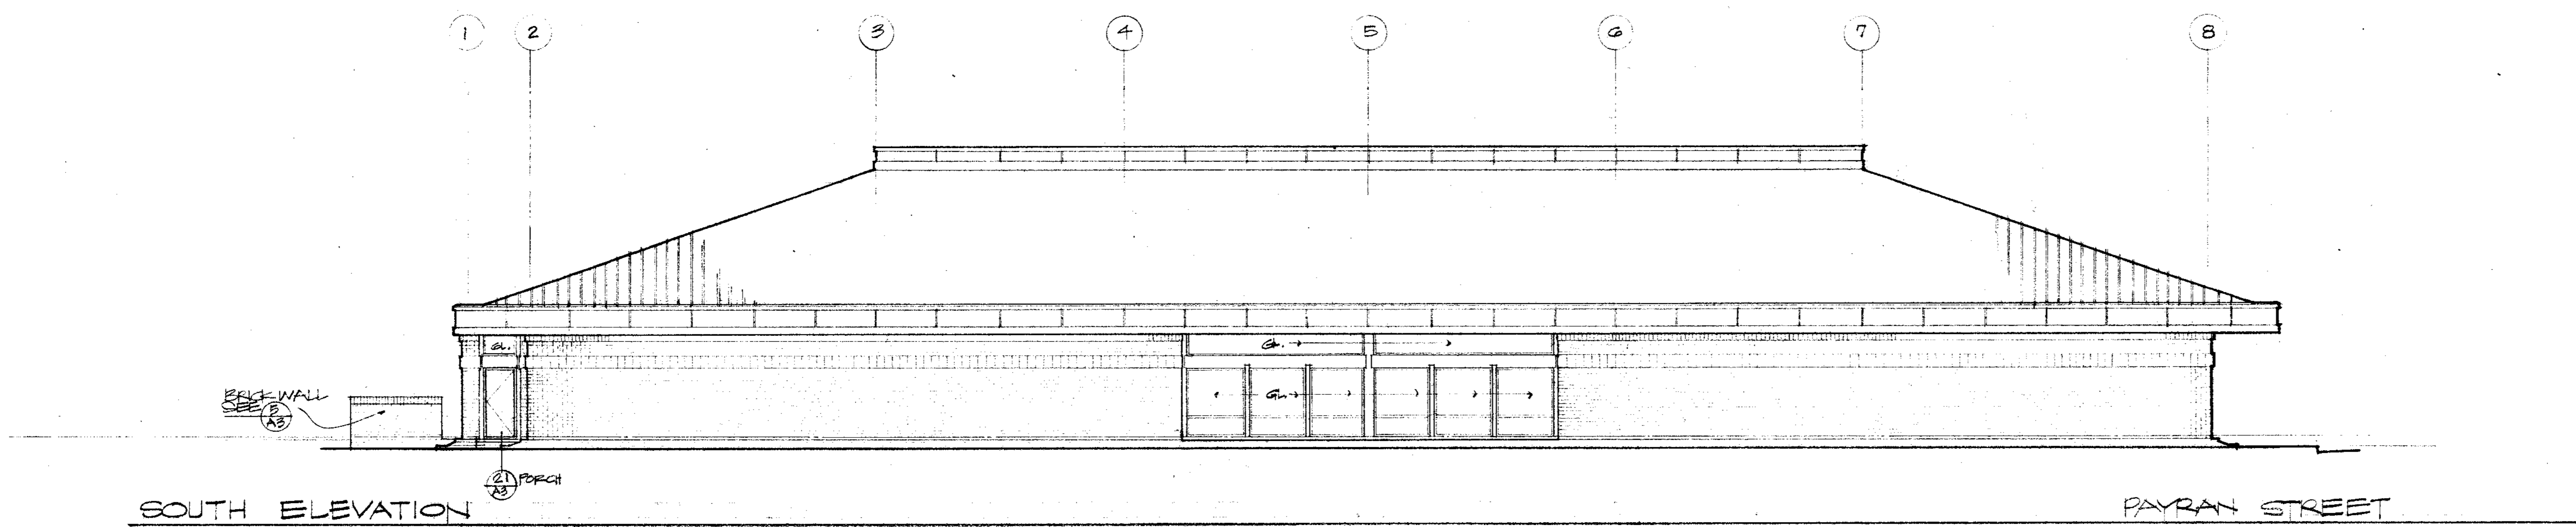 1 2 3 4 5 6 7 8
GL.
GL.
GL.
BRICK WALL
SEE 5
A3
21 PORCH
A3
SOUTH ELEVATION
PAYRAN STREET